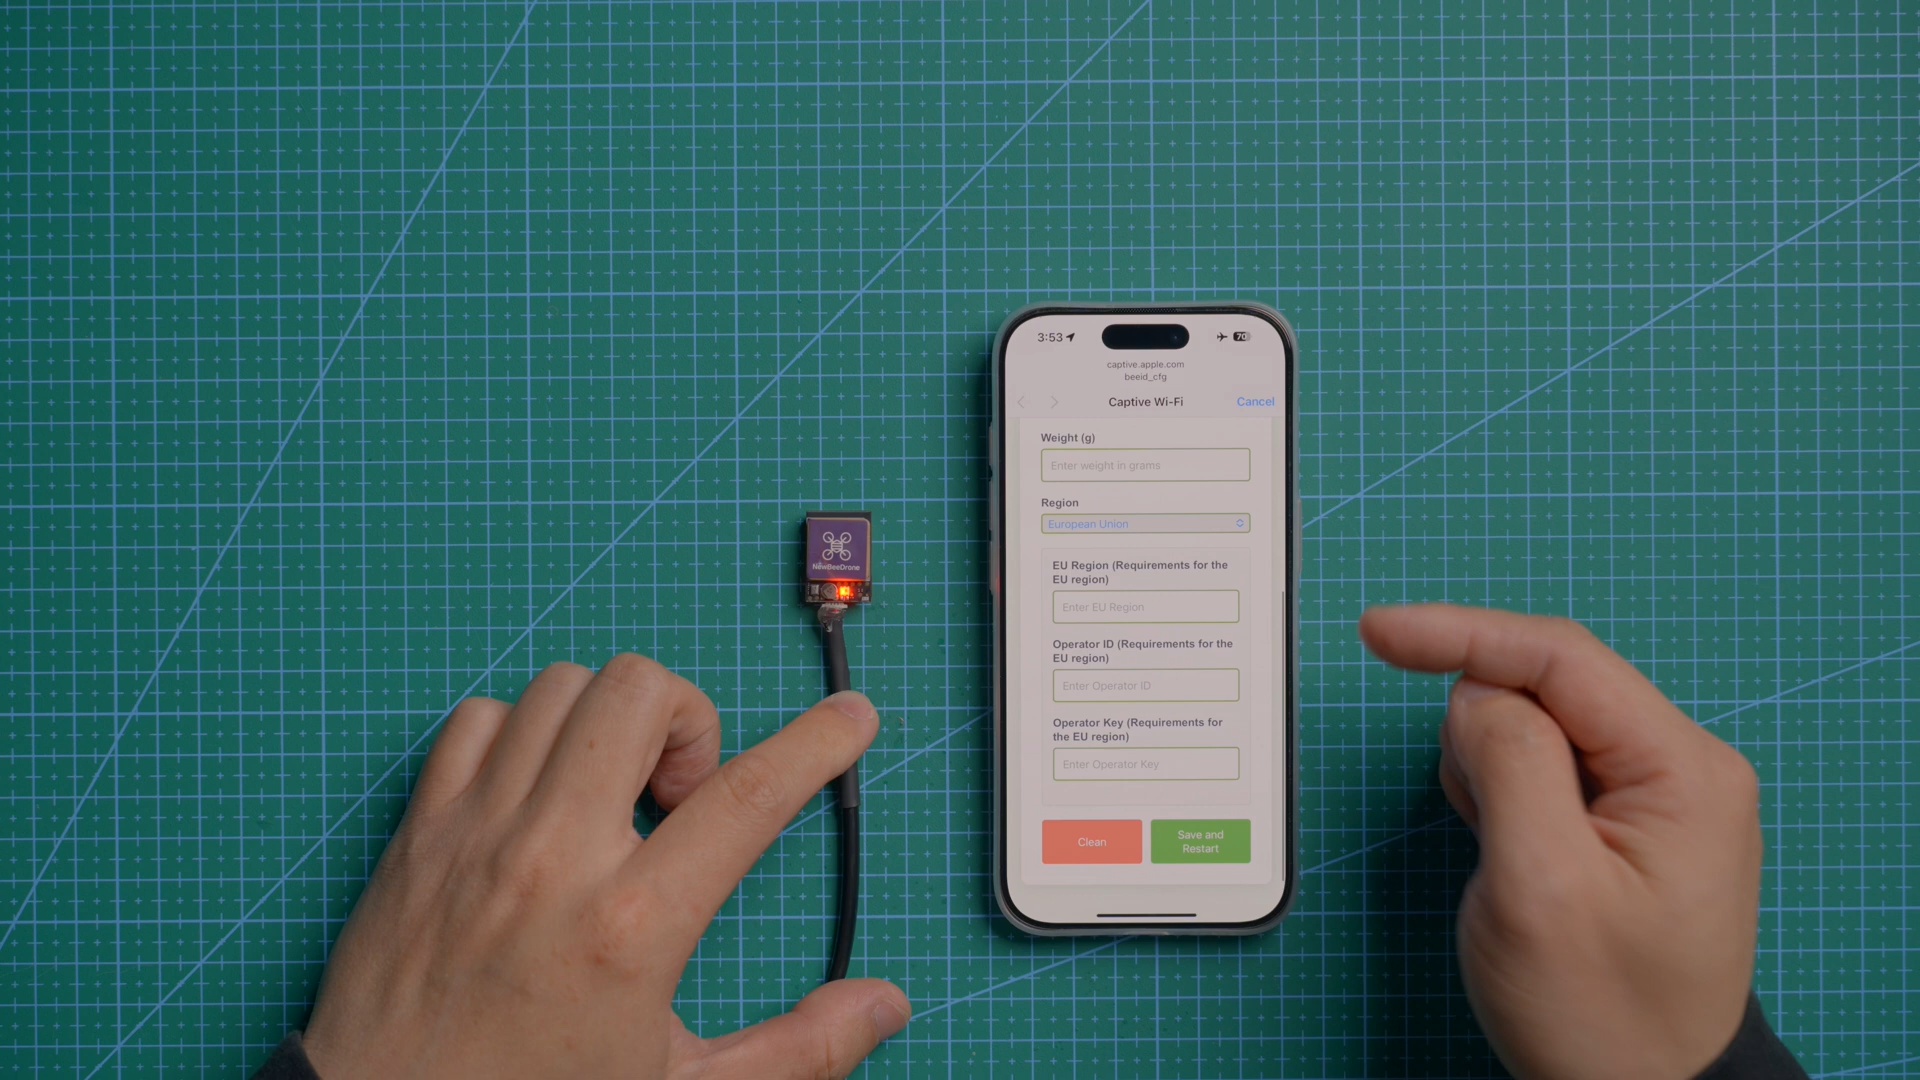 3:53
70
captive.apple.com
beeid_cfg
Captive Wi-Fi
Cancel
Weight (g)
Enter weight in grams
Region
European Union
EU Region (Requirements for the
EU region)
Enter EU Region
Operator ID (Requirements for the
EU region)
Enter Operator ID
Operator Key (Requirements for
the EU region)
Enter Operator Key
Clean
Save and
Restart
NewBeeDrone